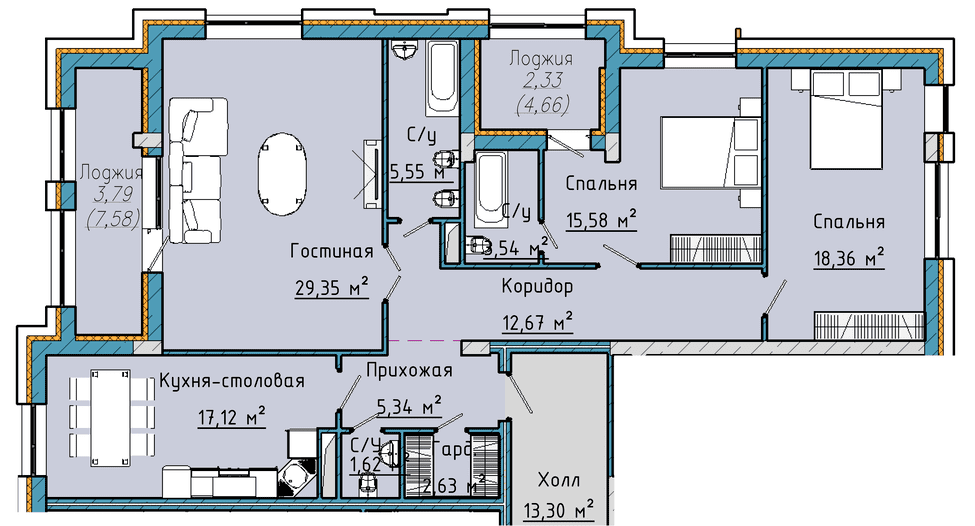 Лоджия
2,33
(4,66)
С/у
5,55 м²
Лоджия
3,79
(7,58)
Спальня
15,58 м²
С/у
3,54 м²
Спальня
18,36 м²
Гостиная
29,35 м²
Коридор
12,67 м²
Прихожая
5,34 м²
Кухня-столовая
17,12 м²
С/У
1,62 м²
Гард.
2,63 м²
Холл
13,30 м²